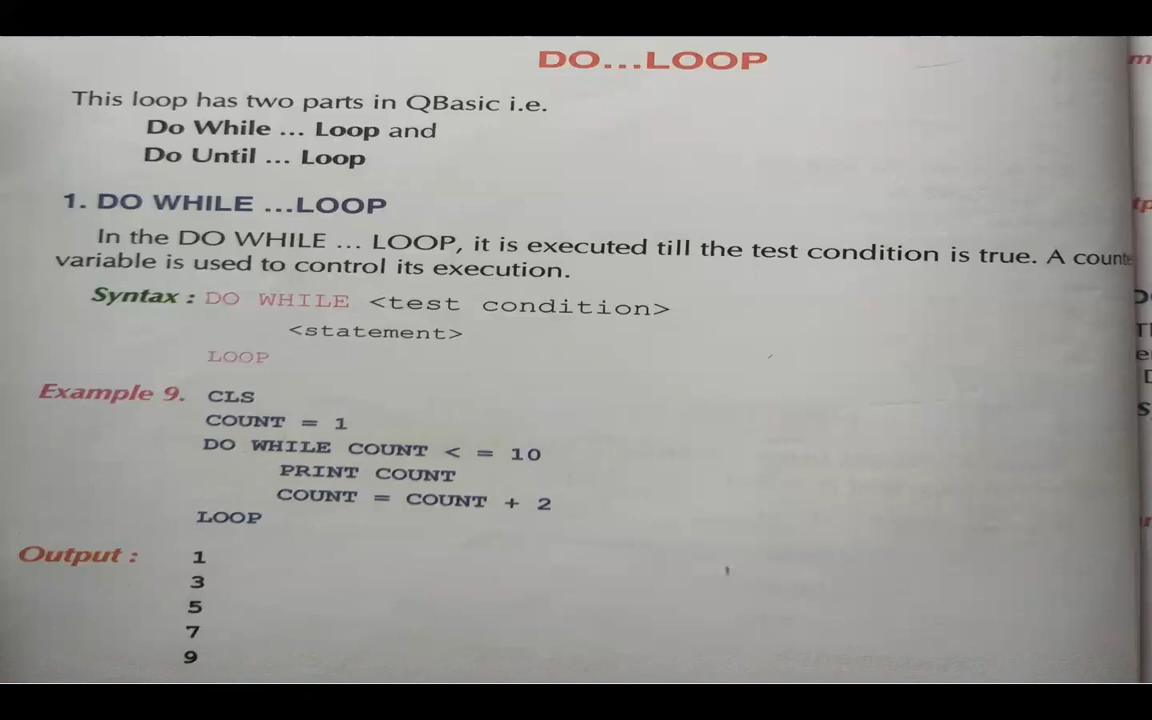 DO...LOOP
This loop has two parts in QBasic i.e.
Do While ... Loop and
Do Until ... Loop
1. DO WHILE ...LOOP
In the DO WHILE ... LOOP, it is executed till the test condition is true. A
variable is used to control its execution.
Syntax : DO WHILE <test condition>
<statement>
LOOP
Example 9. CLS
COUNT = 1
DO WHILE COUNT < = 10
PRINT COUNT
COUNT = COUNT + 2
LOOP
Output : 1
3
5
7
9